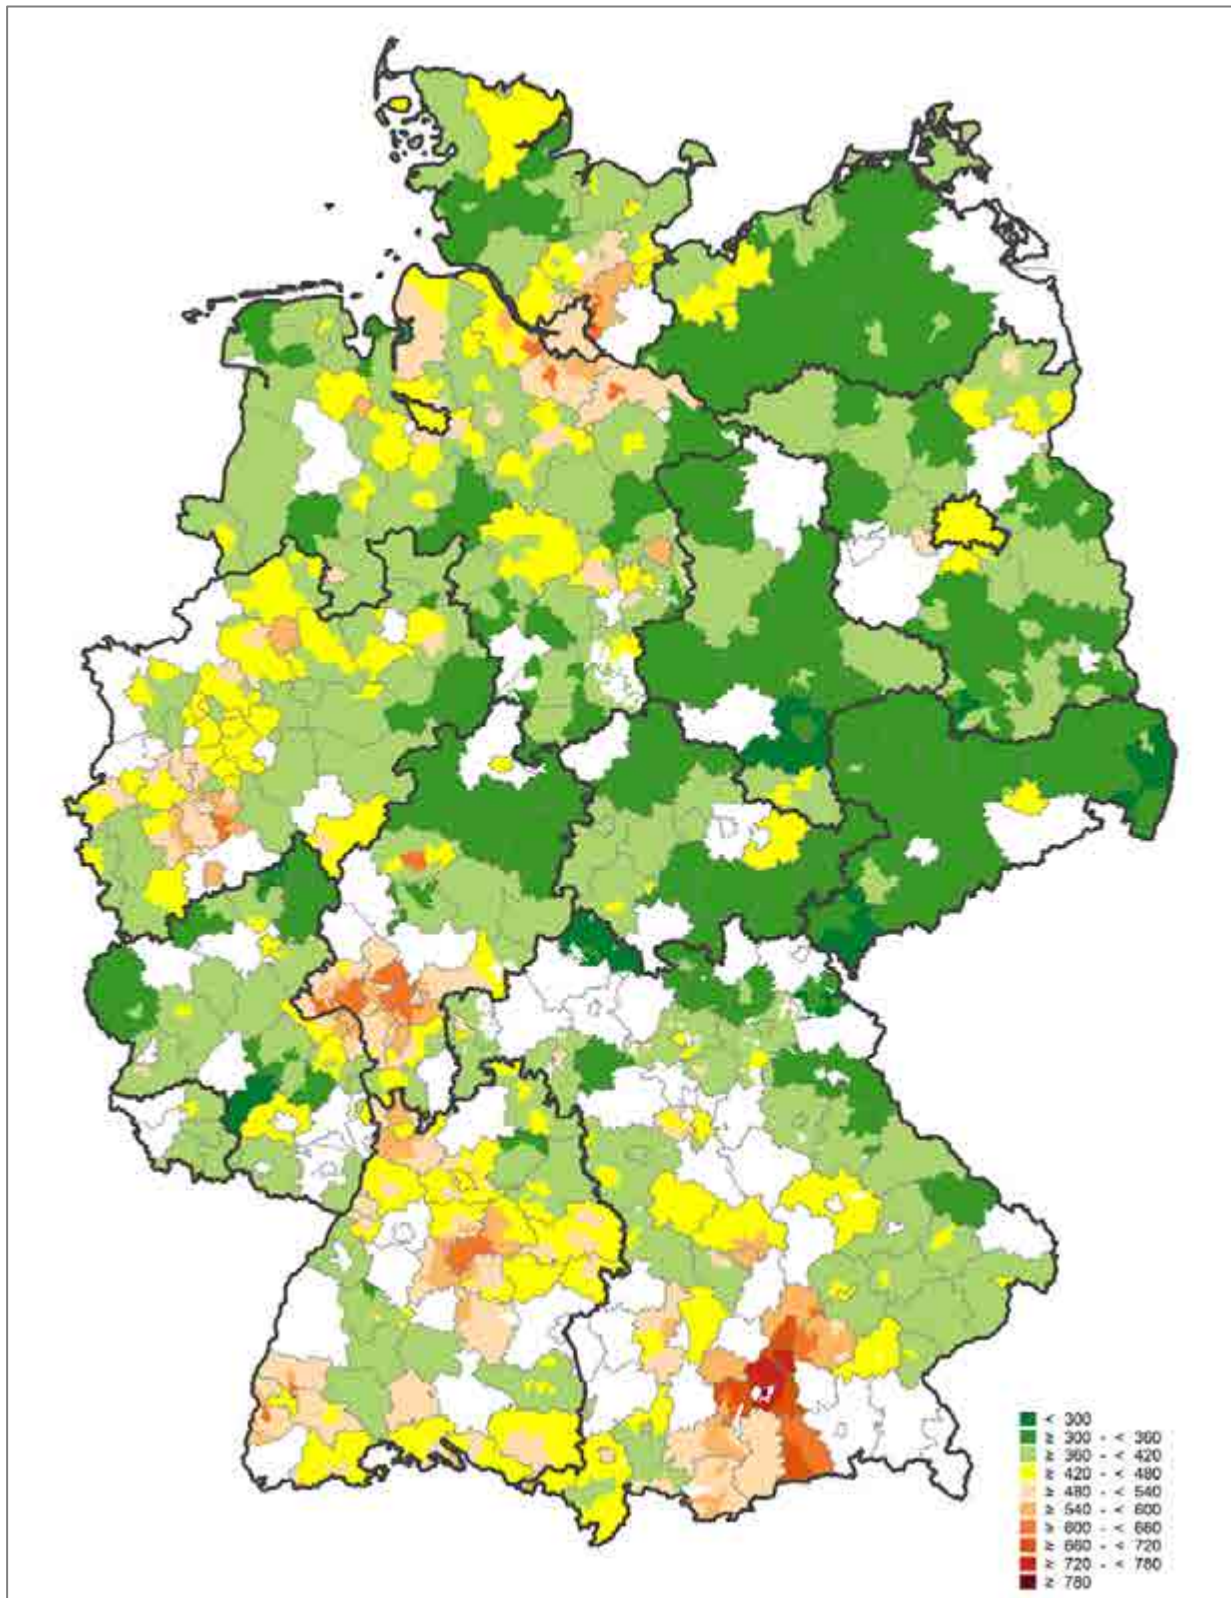 < 300
≥ 300 - < 360
≥ 360 - < 420
≥ 420 - < 480
≥ 480 - < 540
≥ 540 - < 600
≥ 600 - < 660
≥ 660 - < 720
≥ 720 - < 780
≥ 780